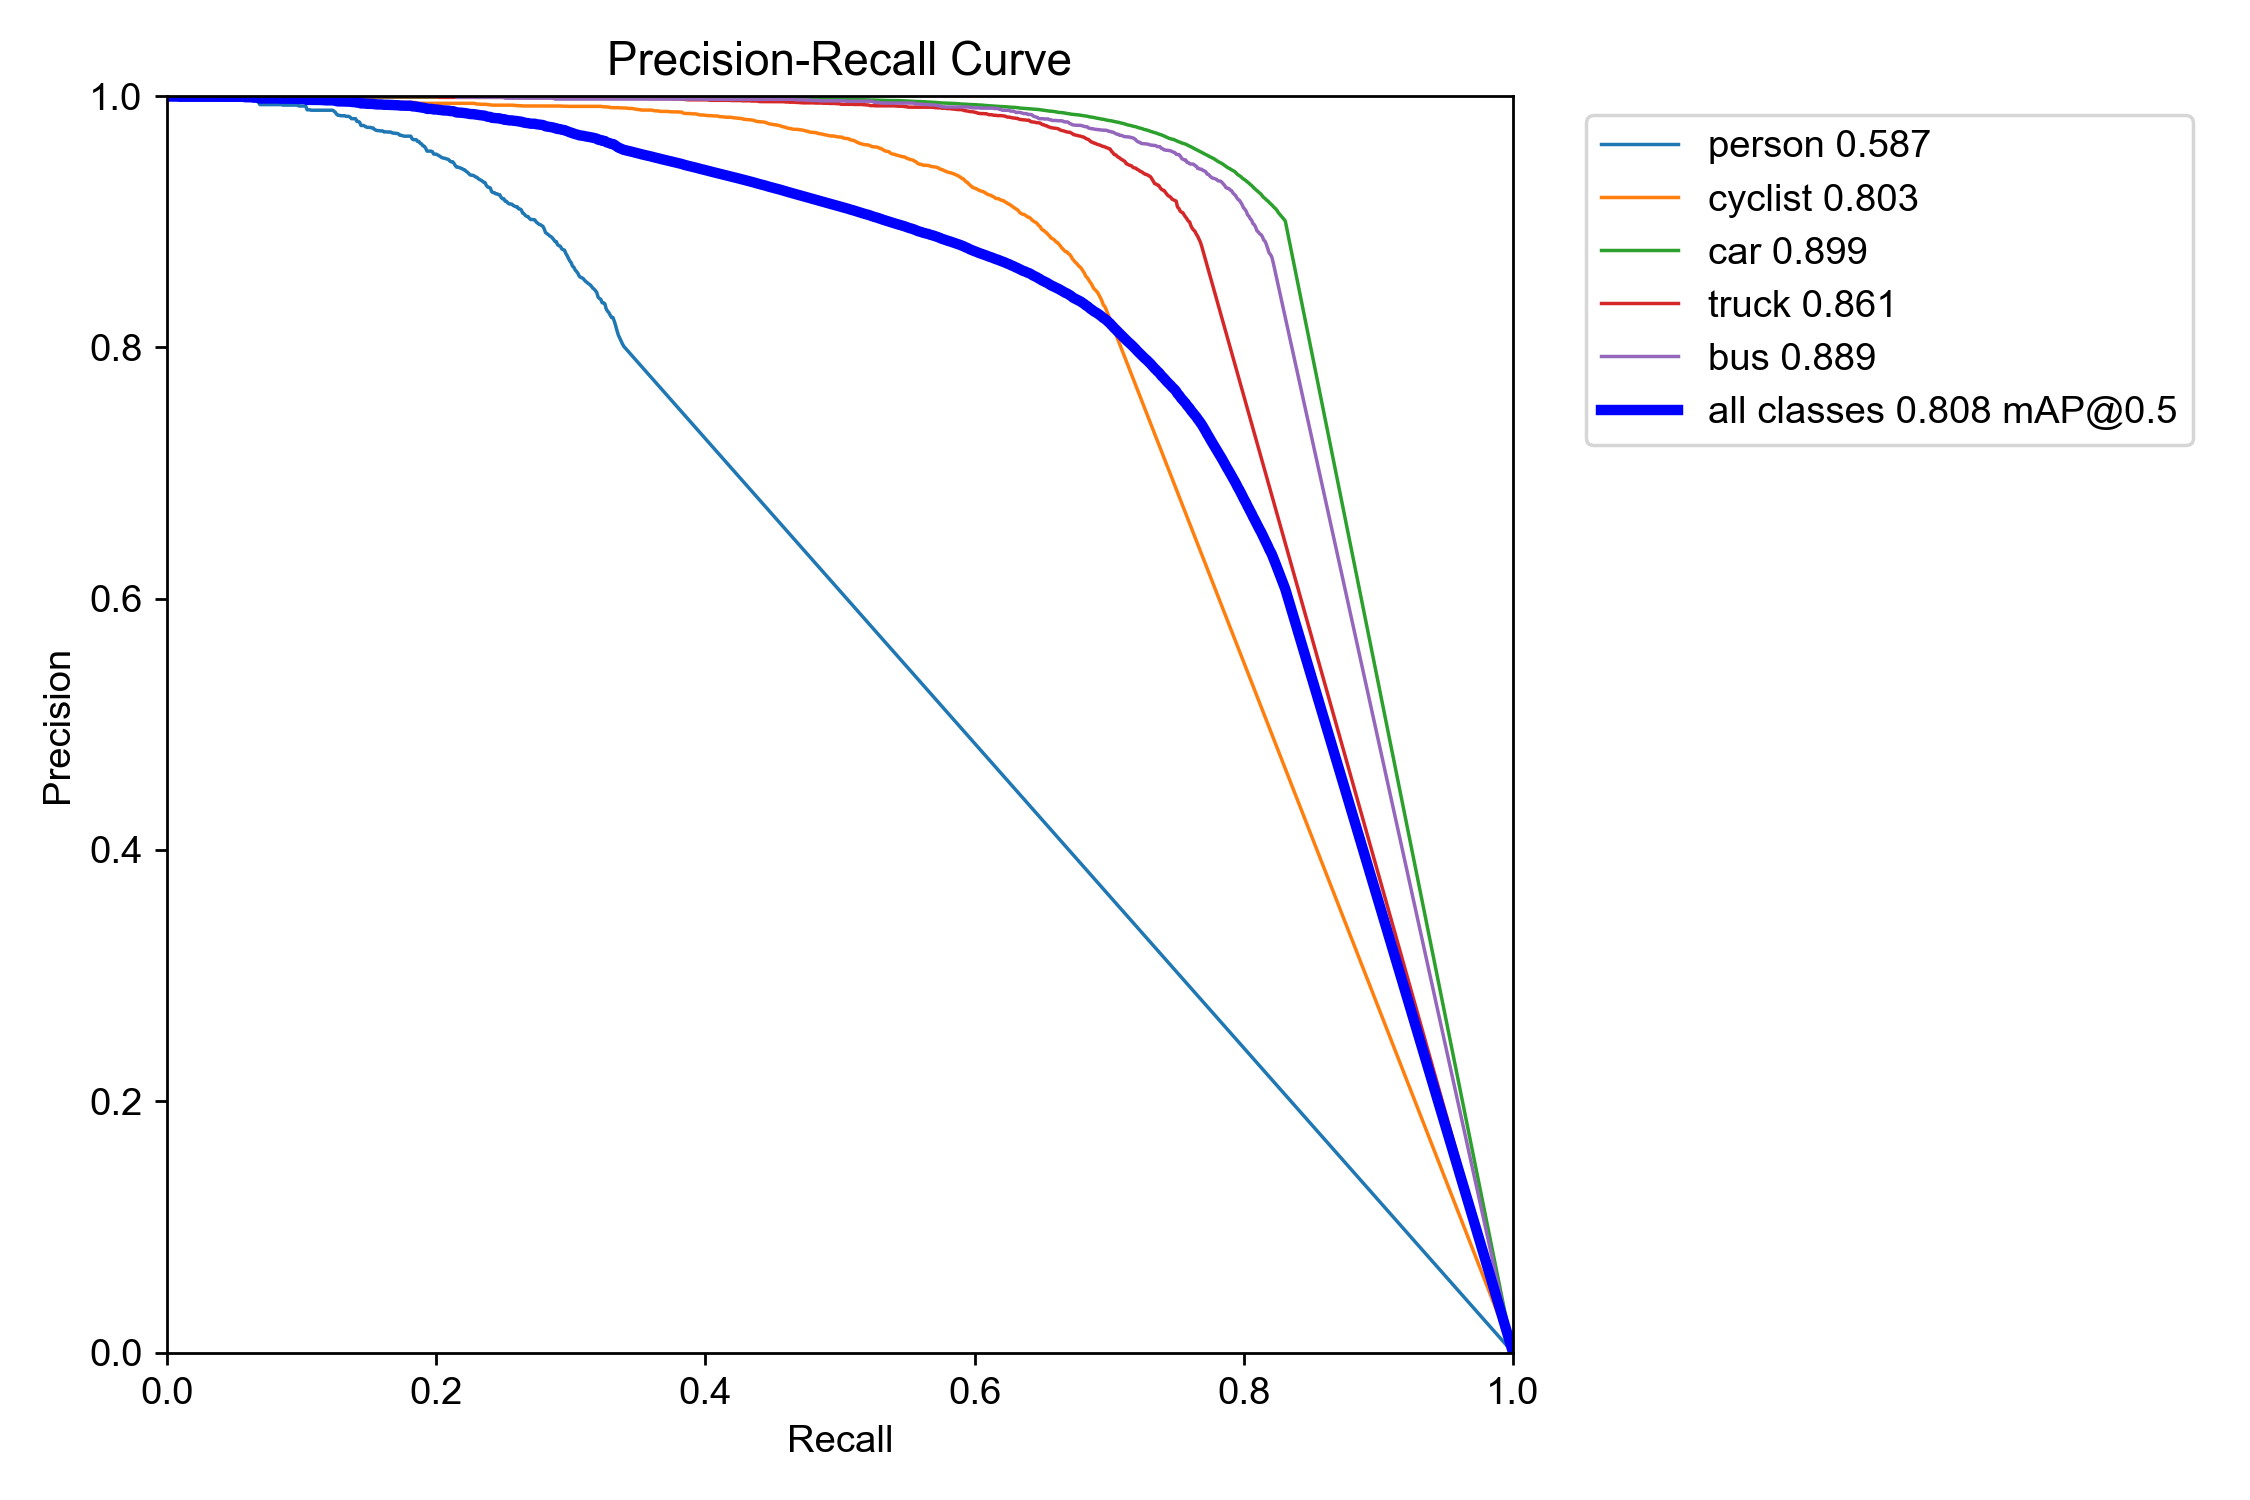 Precision-Recall Curve
1.0
0.8
0.6
0.4
0.2
0.0
Precision
0.0 0.2 0.4 0.6 0.8 1.0
Recall
person 0.587
cyclist 0.803
car 0.899
truck 0.861
bus 0.889
all classes 0.808 mAP@0.5